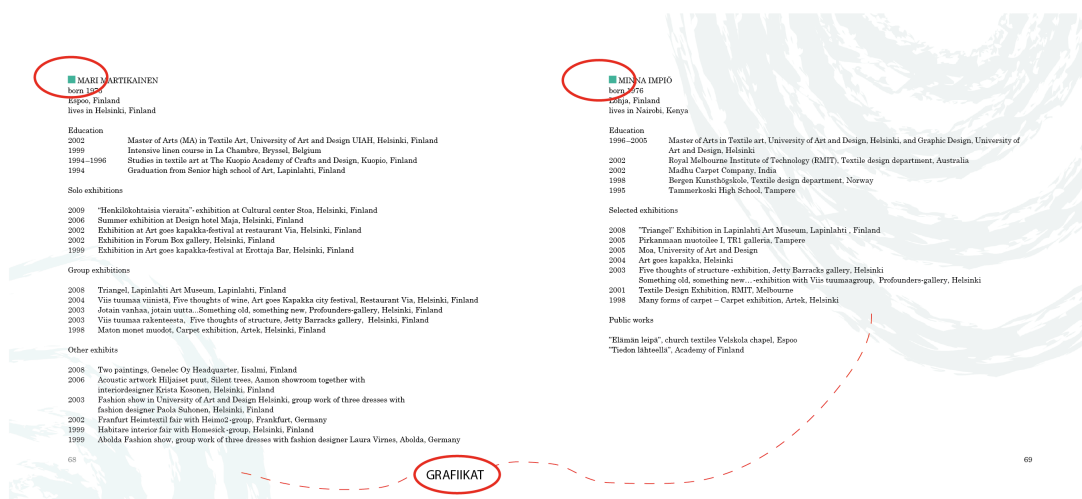 MARI MARTIKAINEN
born 1978
Espoo, Finland
lives in Helsinki, Finland
Education
2002 Master of Arts (MA) in Textile Art, University of Art and Design UIAH, Helsinki, Finland
1999 Intensive linen course in La Chambre, Bryssel, Belgium
1994–1996 Studies in textile art at The Kuopio Academy of Crafts and Design, Kuopio, Finland
1994 Graduation from Senior high school of Art, Lapinlahti, Finland
Solo exhibitions
2009 "Henkilökohtaisia vieraita"-exhibition at Cultural center Stoa, Helsinki, Finland
2006 Summer exhibition at Design hotel Maja, Helsinki, Finland
2002 Exhibition at Art goes kapakka-festival at restaurant Via, Helsinki, Finland
2002 Exhibition in Forum Box gallery, Helsinki, Finland
1999 Exhibition in Art goes kapakka-festival at Erottaja Bar, Helsinki, Finland
Group exhibitions
2008 Triangel, Lapinlahti Art Museum, Lapinlahti, Finland
2004 Viis tuumaa viinistä, Five thoughts of wine, Art goes Kapakka city festival, Restaurant Via, Helsinki, Finland
2003 Jotain vanhaa, jotain uutta...Something old, something new, Profounders-gallery, Helsinki, Finland
2003 Viis tuumaa rakenteesta, Five thoughts of structure, Jetty Barracks gallery, Helsinki, Finland
1998 Maton monet muodot, Carpet exhibition, Artek, Helsinki, Finland
Other exhibits
2008 Two paintings, Genelec Oy Headquarter, Iisalmi, Finland
2006 Acoustic artwork Hiljaiset puut, Silent trees, Aamon showroom together with
interiordesigner Krista Kosonen, Helsinki, Finland
2003 Fashion show in University of Art and Design Helsinki, group work of three dresses with
fashion designer Paola Suhonen, Helsinki, Finland
2002 Franfurt Heimtextil fair with Heimo2-group, Frankfurt, Germany
1999 Habitare interior fair with Homesick-group, Helsinki, Finland
1999 Abolda Fashion show, group work of three dresses with fashion designer Laura Virnes, Abolda, Germany
68
MINNA IMPIÖ
born 1976
Lohja, Finland
lives in Nairobi, Kenya
Education
1996–2005 Master of Arts in Textile art, University of Art and Design, Helsinki, and Graphic Design, University of
Art and Design, Helsinki
2002 Royal Melbourne Institute of Technology (RMIT), Textile design department, Australia
2002 Madhu Carpet Company, India
1998 Bergen Kunsthögskole, Textile design department, Norway
1995 Tammerkoski High School, Tampere
Selected exhibitions
2008 "Triangel" Exhibition in Lapinlahti Art Museum, Lapinlahti , Finland
2005 Pirkanmaan muotoilee I, TR1 galleria, Tampere
2005 Moa, University of Art and Design
2004 Art goes kapakka, Helsinki
2003 Five thoughts of structure -exhibition, Jetty Barracks gallery, Helsinki
Something old, something new...-exhibition with Viis tuumaagroup, Profounders-gallery, Helsinki
2001 Textile Design Exhibition, RMIT, Melbourne
1998 Many forms of carpet – Carpet exhibition, Artek, Helsinki
Public works
"Elämän leipä", church textiles Velskola chapel, Espoo
"Tiedon lähteellä", Academy of Finland
69
GRAFIIKAT